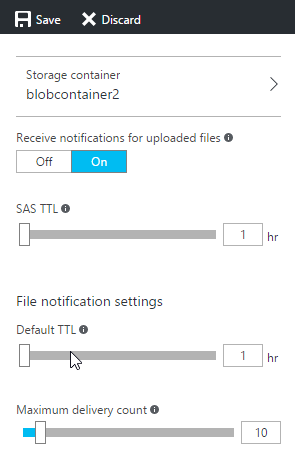 Save Discard
Storage container
blobcontainer2
Receive notifications for uploaded files
Off On
SAS TTL
1 hr
File notification settings
Default TTL
1 hr
Maximum delivery count
10